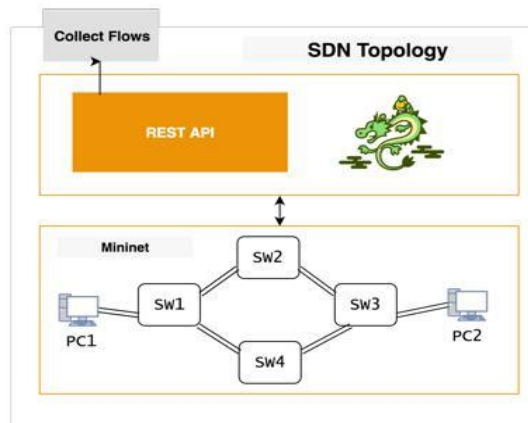 Collect Flows
SDN Topology
REST API
Mininet
SW2
SW1
SW3
PC1
PC2
SW4